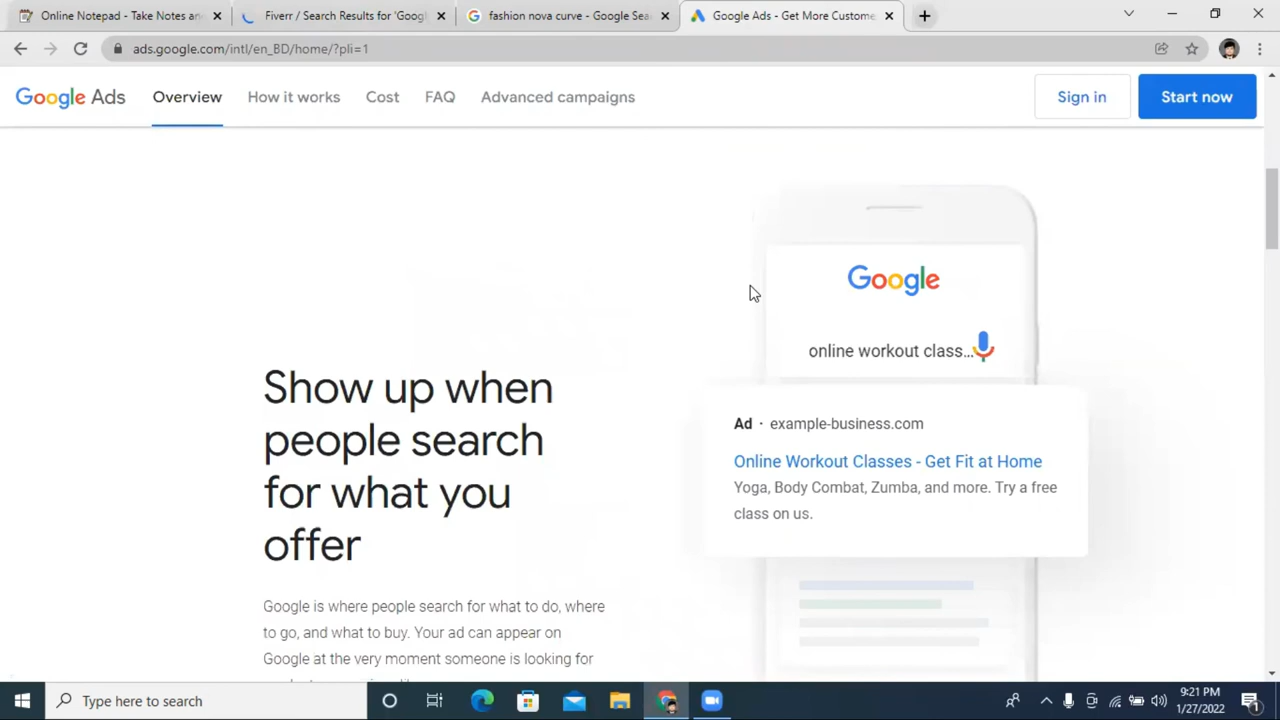 Online Notepad - Take Notes an
Fiverr / Search Results for 'Googl
fashion nova curve - Google Sea
Google Ads - Get More Custome
ads.google.com/intl/en_BD/home/?pli=1
Google Ads
Overview
How it works
Cost
FAQ
Advanced campaigns
Sign in
Start now
Google
online workout class...
Ad · example-business.com
Online Workout Classes - Get Fit at Home
Yoga, Body Combat, Zumba, and more. Try a free
class on us.
Show up when
people search
for what you
offer
Google is where people search for what to do, where
to go, and what to buy. Your ad can appear on
Google at the very moment someone is looking for
Type here to search
9:21 PM
1/27/2022
1